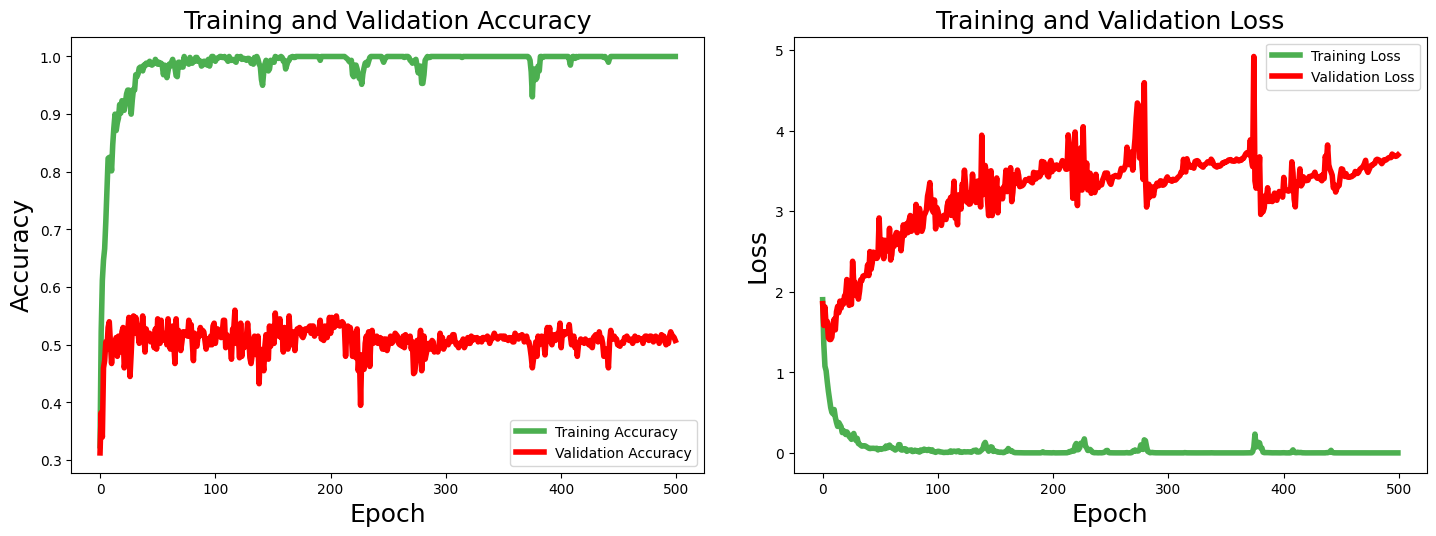 Training and Validation Accuracy
Accuracy
1.0
0.9
0.8
0.7
0.6
0.5
0.4
0.3
Training Accuracy
Validation Accuracy
0
100
200
300
400
500
Epoch
Training and Validation Loss
Loss
5
4
3
2
1
0
Training Loss
Validation Loss
0
100
200
300
400
500
Epoch